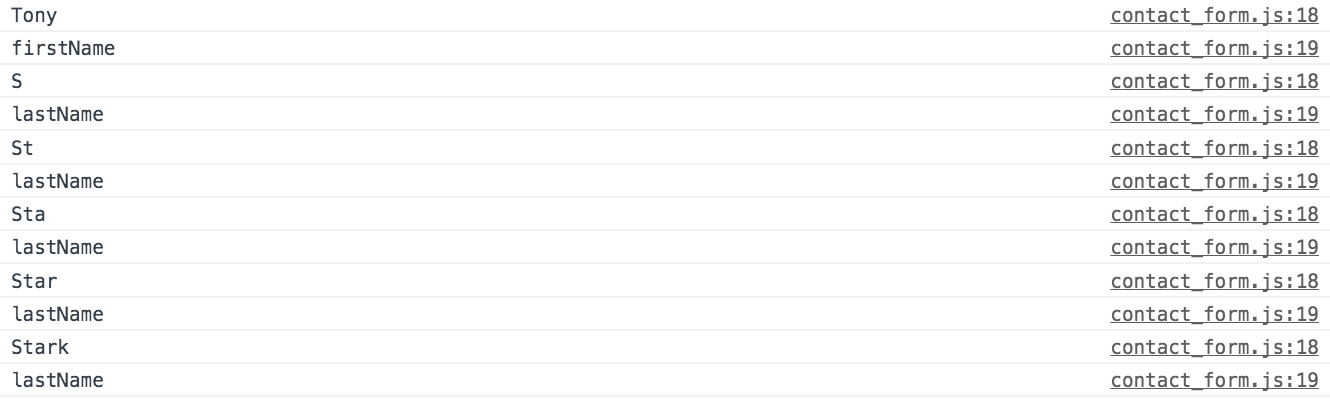 Tony contact_form.js:18
firstName contact_form.js:19
S contact_form.js:18
lastName contact_form.js:19
St contact_form.js:18
lastName contact_form.js:19
Sta contact_form.js:18
lastName contact_form.js:19
Star contact_form.js:18
lastName contact_form.js:19
Stark contact_form.js:18
lastName contact_form.js:19